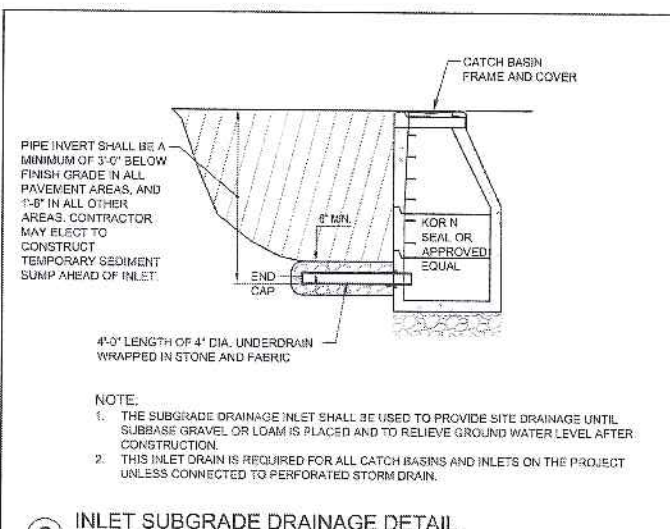 CATCH BASIN
FRAME AND COVER
PIPE INVERT SHALL BE A
MINIMUM OF 3'-0" BELOW
FINISH GRADE IN ALL
PAVEMENT AREAS, AND
1'-6" IN ALL OTHER
AREAS. CONTRACTOR
MAY ELECT TO
CONSTRUCT
TEMPORARY SEDIMENT
SUMP AHEAD OF INLET
6" MIN.
KOR N
SEAL OR
APPROVED
EQUAL
END
CAP
4'-0" LENGTH OF 4" DIA. UNDERDRAIN
WRAPPED IN STONE AND FABRIC
NOTE:
1. THE SUBGRADE DRAINAGE INLET SHALL BE USED TO PROVIDE SITE DRAINAGE UNTIL
SUBBASE GRAVEL OR LOAM IS PLACED AND TO RELIEVE GROUND WATER LEVEL AFTER
CONSTRUCTION.
2. THIS INLET DRAIN IS REQUIRED FOR ALL CATCH BASINS AND INLETS ON THE PROJECT
UNLESS CONNECTED TO PERFORATED STORM DRAIN.
INLET SUBGRADE DRAINAGE DETAIL